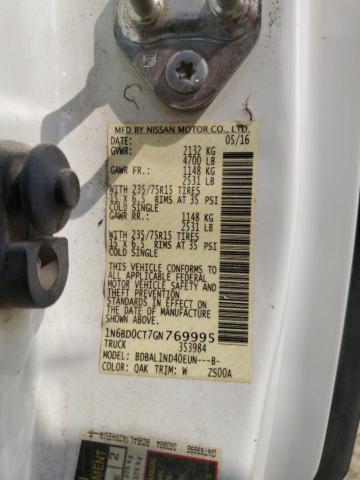 MFD BY NISSAN MOTOR CO., LTD.
DATE: 05/16
GVWR: 2132 KG
4700 LB
GAWR FR.: 1148 KG
2531 LB
WITH 235/75R15 TIRES
15 X 6.5 RIMS AT 35 PSI
COLD SINGLE
GAWR RR.: 1148 KG
2531 LB
WITH 235/75R15 TIRES
15 X 6.5 RIMS AT 35 PSI
COLD SINGLE
THIS VEHICLE CONFORMS TO
ALL APPLICABLE FEDERAL
MOTOR VEHICLE SAFETY
STANDARDS IN EFFECT ON
THE DATE OF MANUFACTURE
SHOWN ABOVE.
1N6BD0CT7GN769995
TRUCK 353984
MODEL: BDBALIND40EUN---B-
COLOR: QAK TRIM: W ZS00A